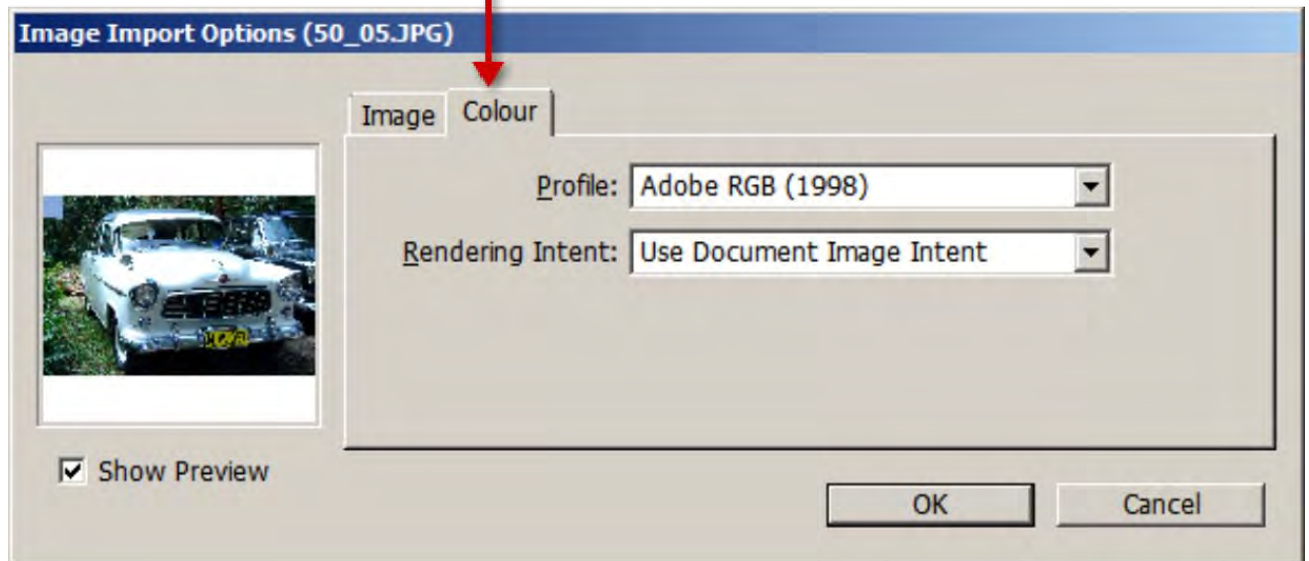 Image Import Options (50_05.JPG)
Image Colour
Profile: Adobe RGB (1998)
Rendering Intent: Use Document Image Intent
Show Preview
OK Cancel